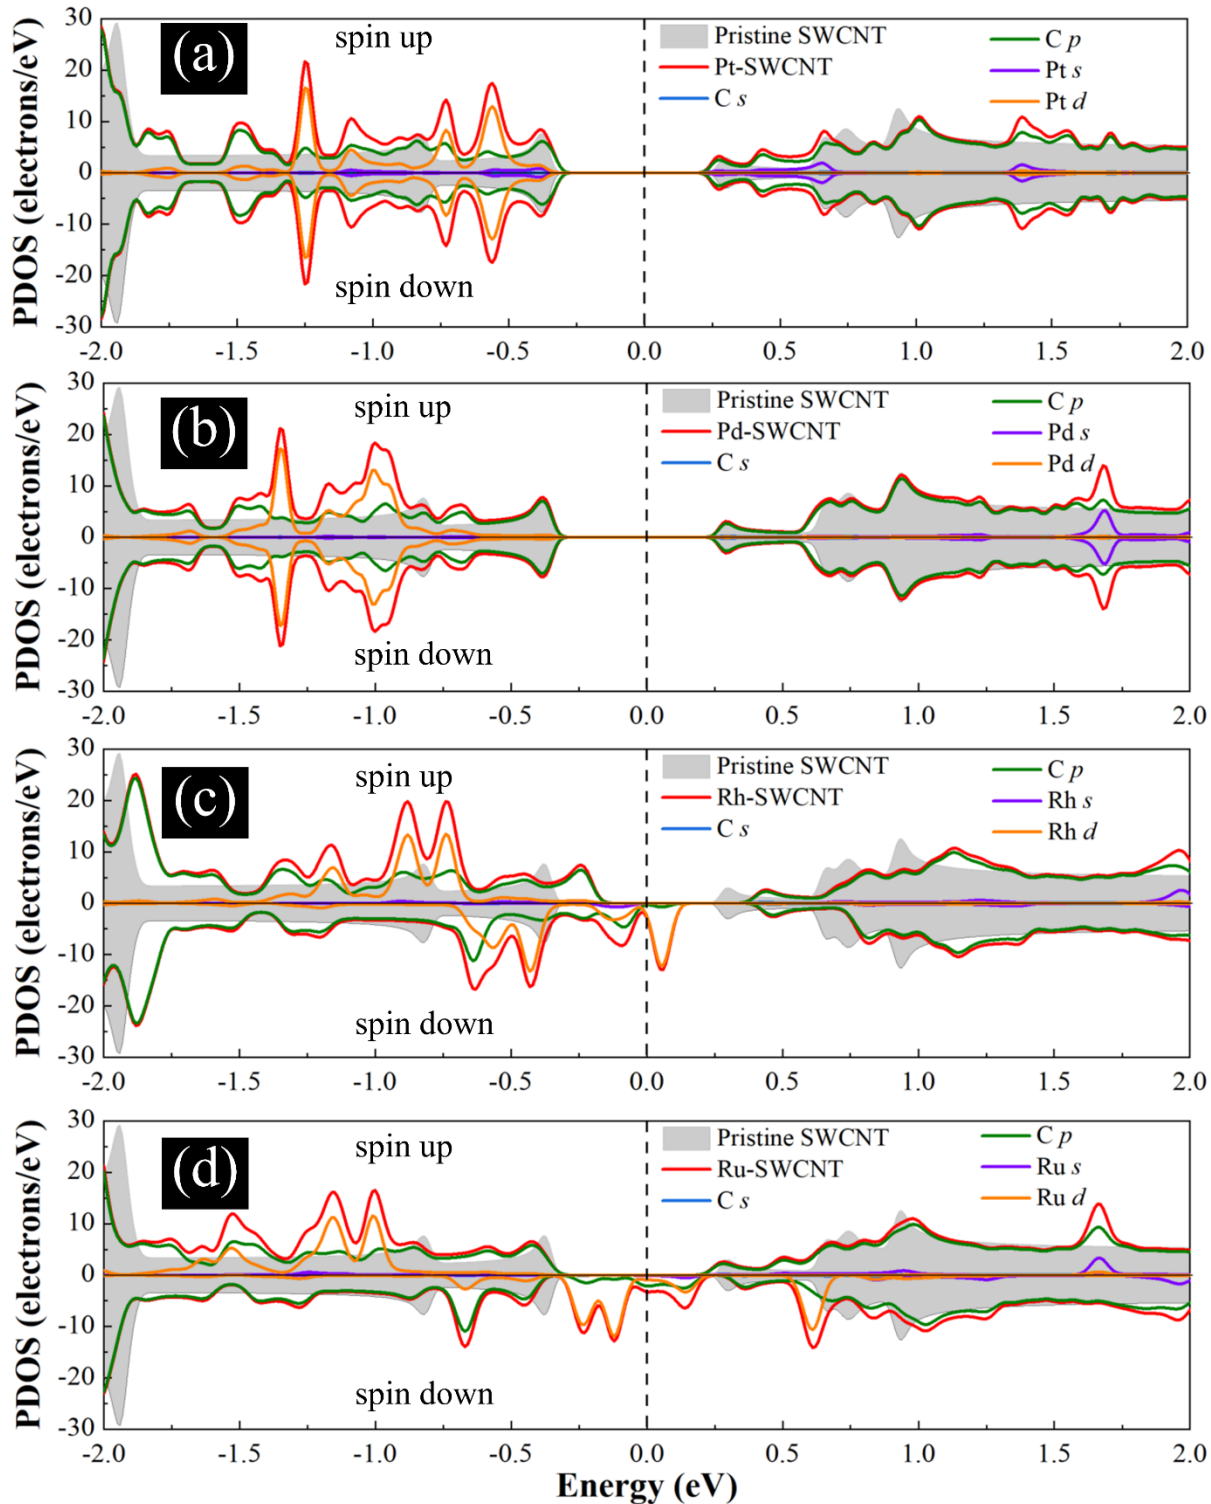 (a)
spin up
spin down
Pristine SWCNT
Pt-SWCNT
C s
C p
Pt s
Pt d
PDOS (electrons/eV)
30
20
10
0
-10
-20
-30
-2.0 -1.5 -1.0 -0.5 0.0 0.5 1.0 1.5 2.0
(b)
spin up
spin down
Pristine SWCNT
Pd-SWCNT
C s
C p
Pd s
Pd d
PDOS (electrons/eV)
30
20
10
0
-10
-20
-30
-2.0 -1.5 -1.0 -0.5 0.0 0.5 1.0 1.5 2.0
(c)
spin up
spin down
Pristine SWCNT
Rh-SWCNT
C s
C p
Rh s
Rh d
PDOS (electrons/eV)
30
20
10
0
-10
-20
-30
-2.0 -1.5 -1.0 -0.5 0.0 0.5 1.0 1.5 2.0
(d)
spin up
spin down
Pristine SWCNT
Ru-SWCNT
C s
C p
Ru s
Ru d
PDOS (electrons/eV)
30
20
10
0
-10
-20
-30
-2.0 -1.5 -1.0 -0.5 0.0 0.5 1.0 1.5 2.0
Energy (eV)